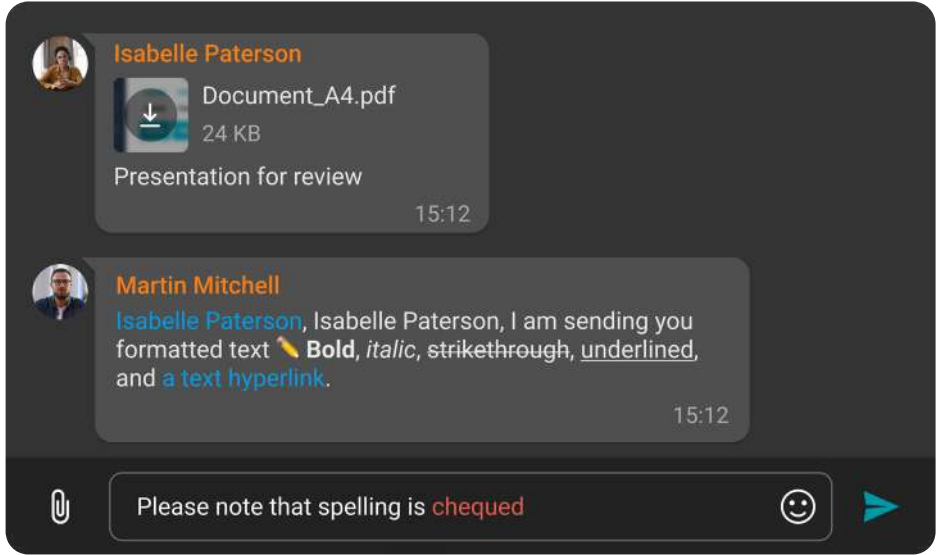 Isabelle Paterson
Document_A4.pdf
24 KB
Presentation for review
15:12
Martin Mitchell
Isabelle Paterson, Isabelle Paterson, I am sending you
formatted text ✏️ Bold, italic, strikethrough, underlined,
and a text hyperlink.
15:12
Please note that spelling is chequed